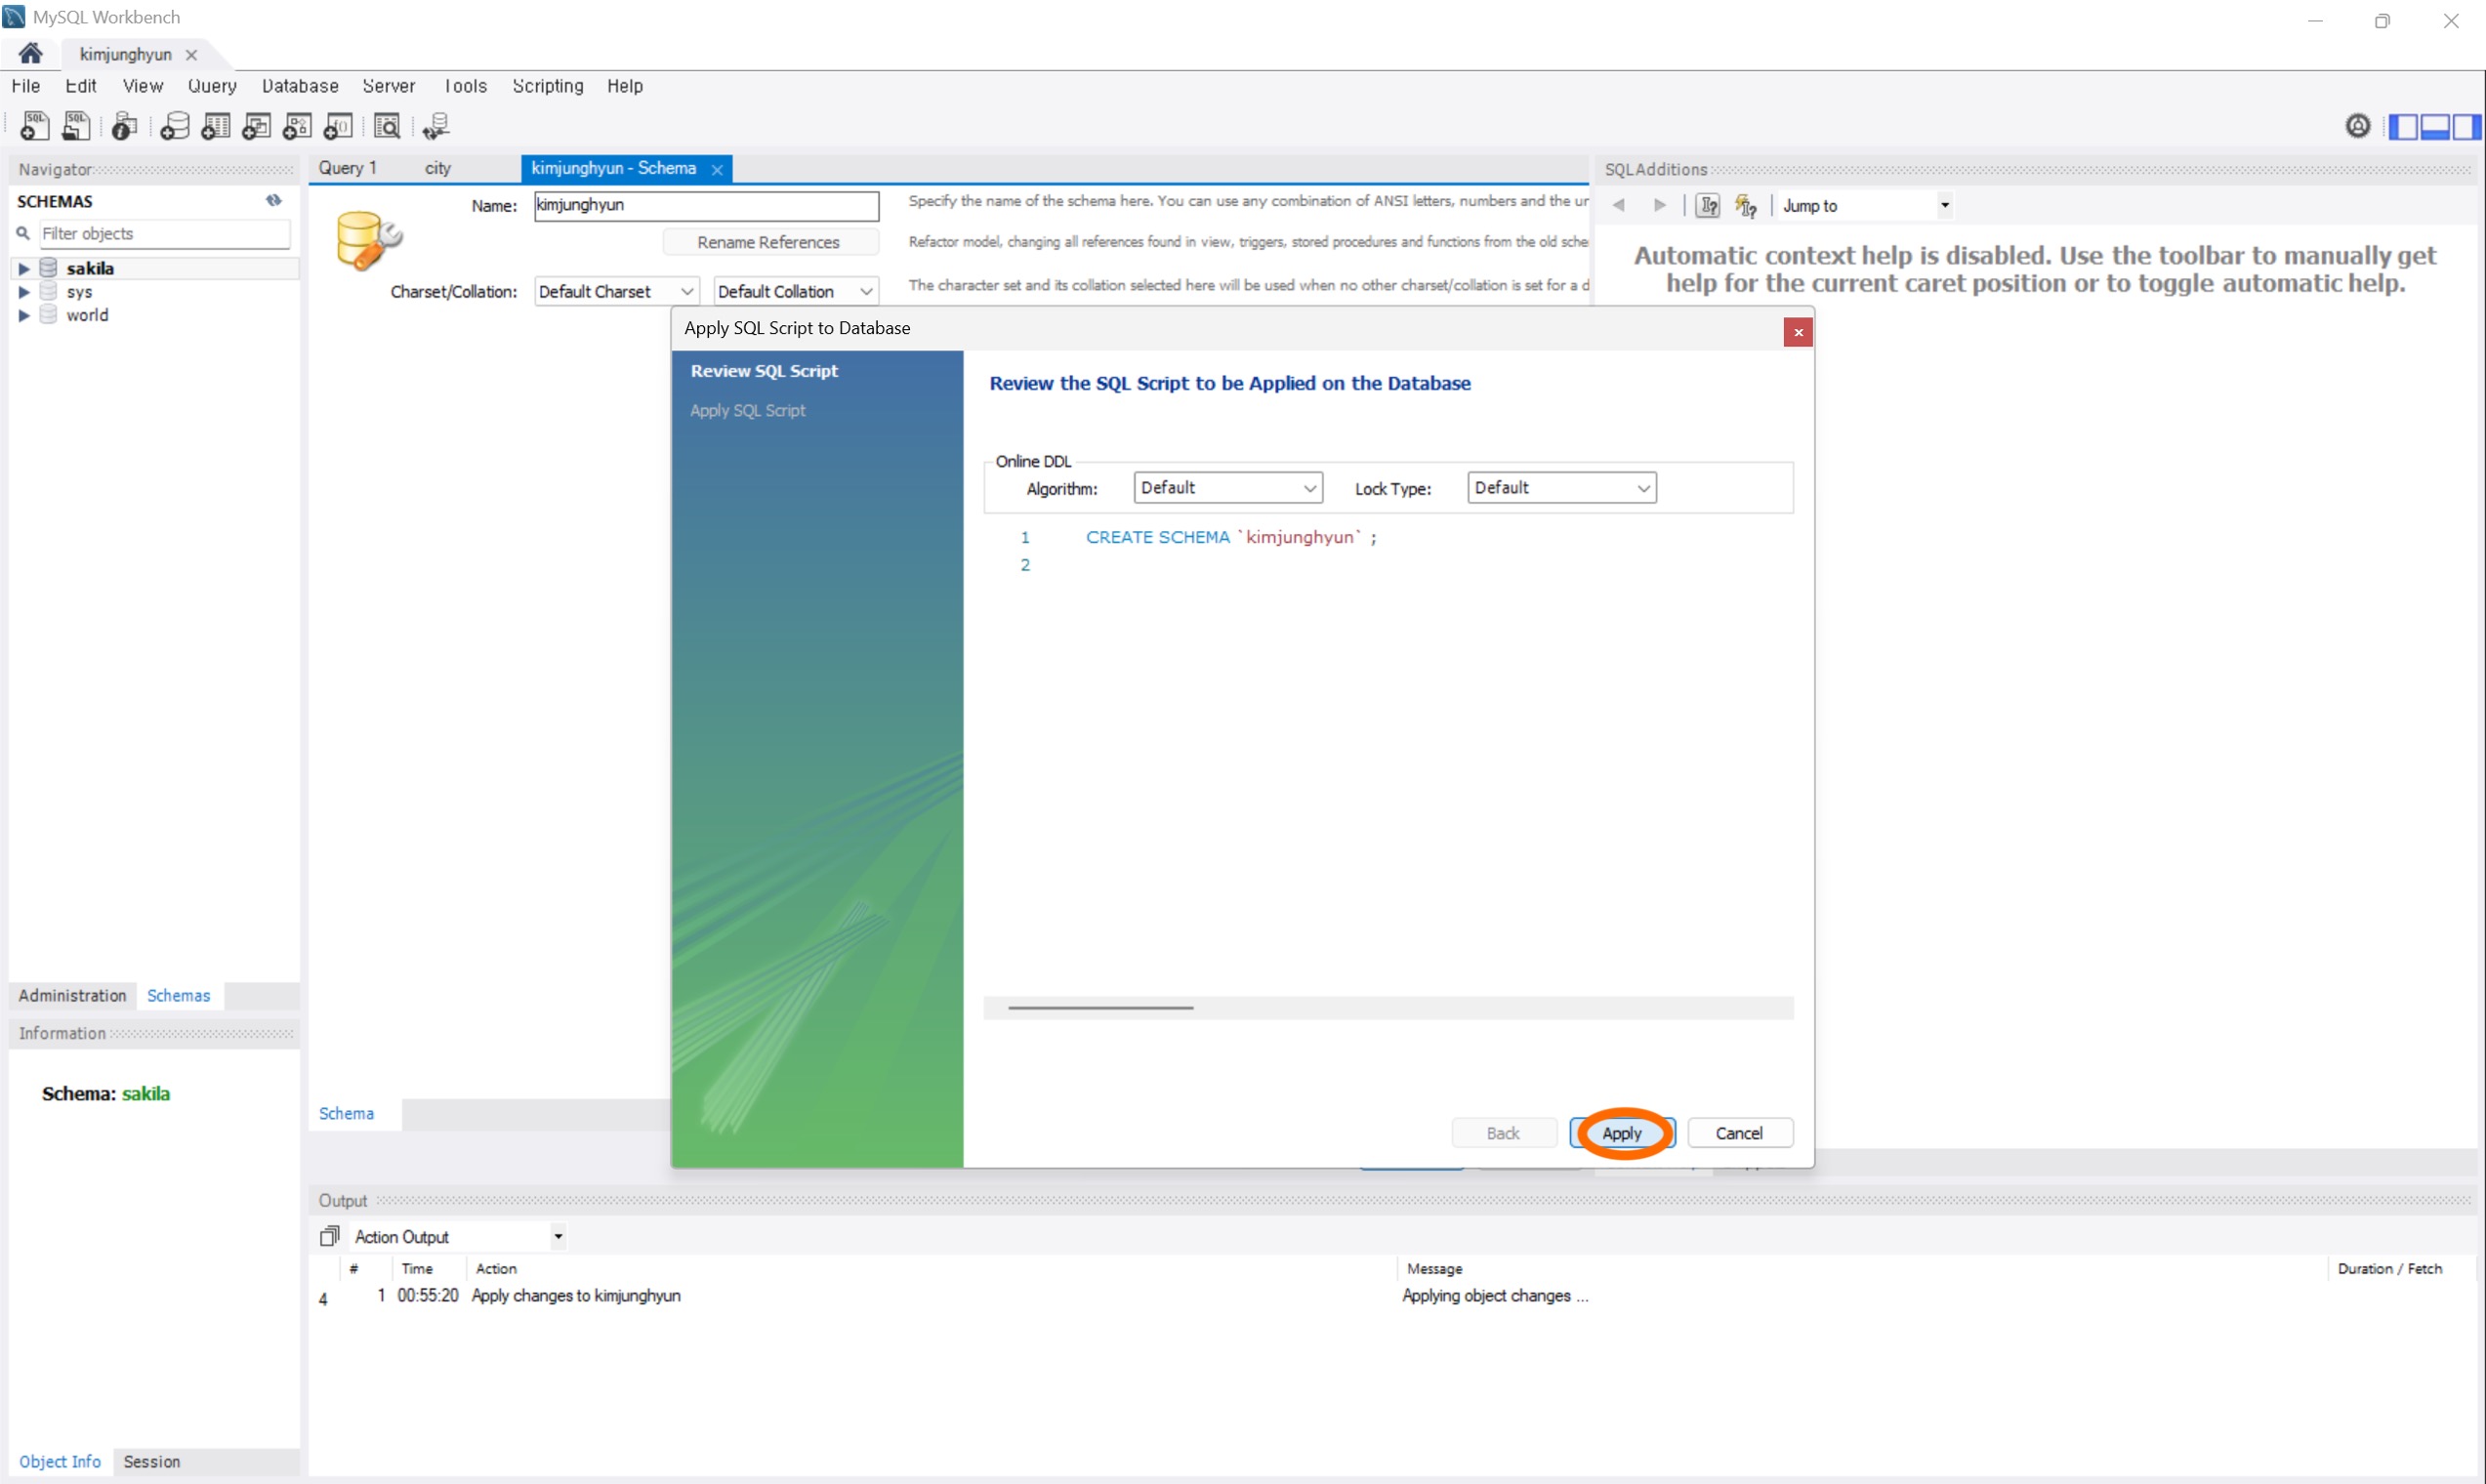 MySQL Workbench
kimjunghyun
File Edit View Query Database Server Tools Scripting Help
Navigator
SCHEMAS
Filter objects
sakila
sys
world
Administration Schemas
Information
Schema: sakila
Object Info Session
Query 1 city kimjunghyun - Schema
Name: kimjunghyun
Specify the name of the schema here. You can use any combination of ANSI letters, numbers and the
Rename References
Refactor model, changing all references found in view, triggers, stored procedures and functions from the old
Charset/Collation: Default Charset Default Collation
The character set and its collation selected here will be used when no other charset/collation is set for a
Schema
SQLAdditions
Jump to
Automatic context help is disabled. Use the toolbar to manually get
help for the current caret position or to toggle automatic help.
Apply SQL Script to Database
Review SQL Script
Apply SQL Script
Review the SQL Script to be Applied on the Database
Online DDL
Algorithm: Default Lock Type: Default
1 CREATE SCHEMA `kimjunghyun` ;
2
Back Apply Cancel
Output
Action Output
# Time Action Message Duration / Fetch
4 1 00:55:20 Apply changes to kimjunghyun Applying object changes ...